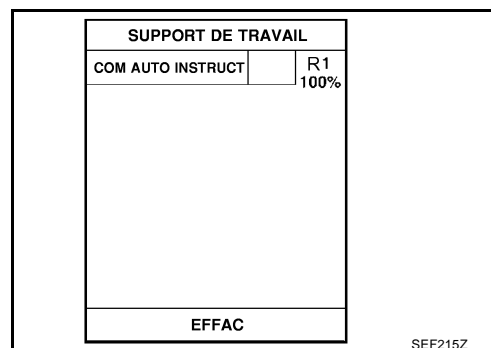 SUPPORT DE TRAVAIL
COM AUTO INSTRUCT R1
100%
EFFAC
SEF215Z